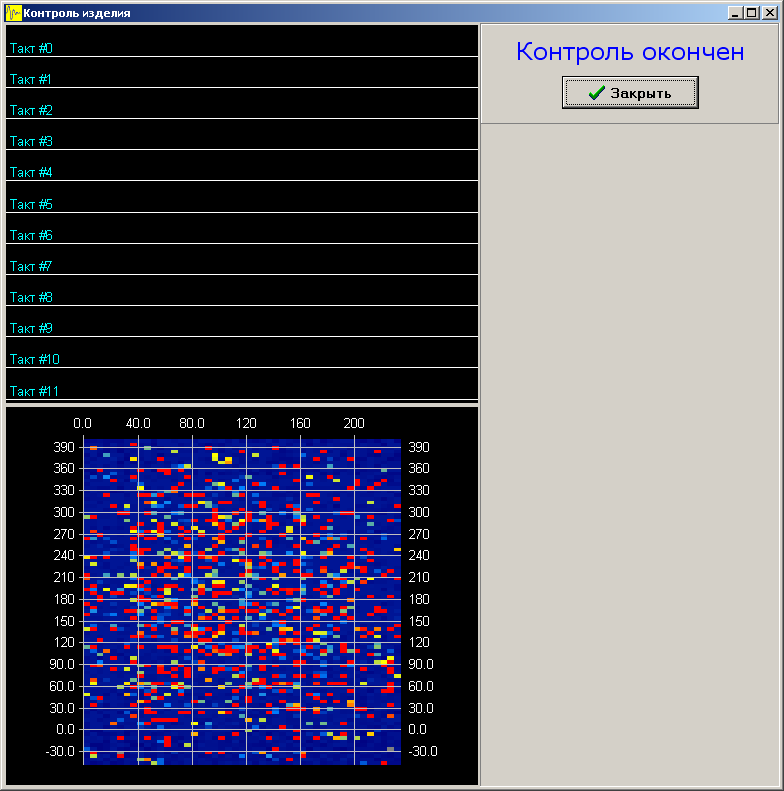 Контроль изделия
Такт #0
Такт #1
Такт #2
Такт #3
Такт #4
Такт #5
Такт #6
Такт #7
Такт #8
Такт #9
Такт #10
Такт #11
Контроль окончен
Закрыть
0.0 40.0 80.0 120 160 200
390 390
360 360
330 330
300 300
270 270
240 240
210 210
180 180
150 150
120 120
90.0 90.0
60.0 60.0
30.0 30.0
0.0 0.0
-30.0 -30.0